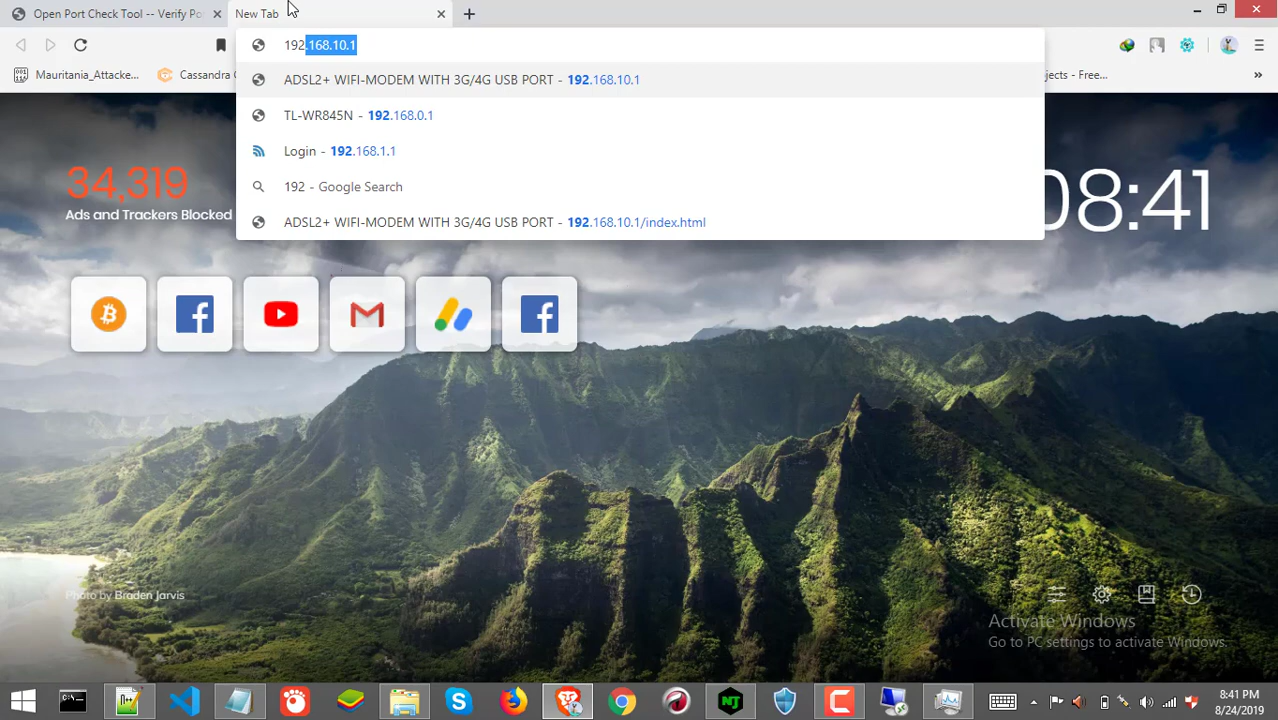 Open Port Check Tool -- Verify Po
New Tab
192.168.10.1
Mauritania_Attacke...
Cassandra
ojects - Free...
»
ADSL2+ WIFI-MODEM WITH 3G/4G USB PORT - 192.168.10.1
TL-WR845N - 192.168.0.1
Login - 192.168.1.1
192 - Google Search
ADSL2+ WIFI-MODEM WITH 3G/4G USB PORT - 192.168.10.1/index.html
34,319
Ads and Trackers Blocked
08:41
Photo by Braden Jarvis
Activate Windows
Go to PC settings to activate Windows.
8:41 PM
8/24/2019